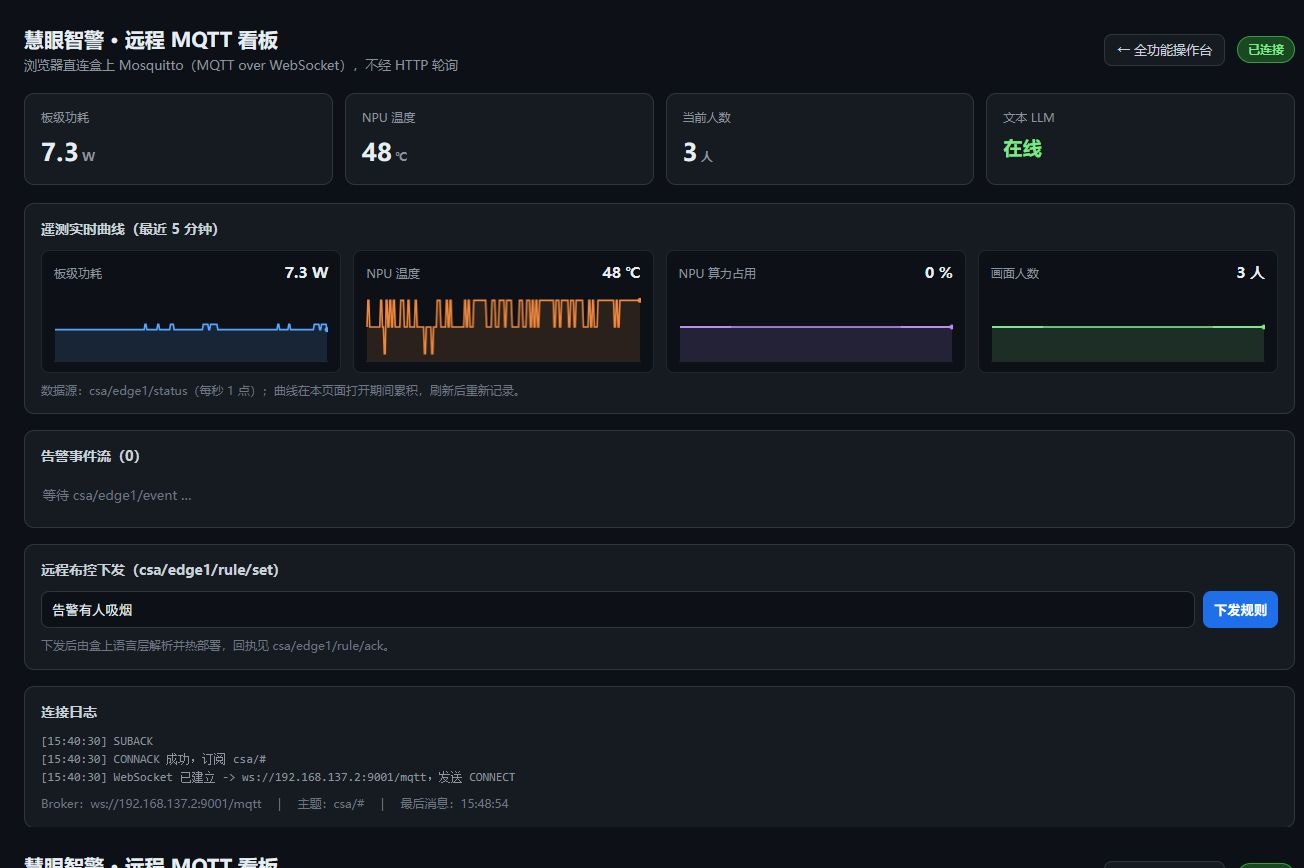 慧眼智警 • 远程 MQTT 看板
← 全功能操作台
已连接
浏览器直连盒上 Mosquitto（MQTT over WebSocket），不经 HTTP 轮询
板级功耗
7.3 W
NPU 温度
48 ℃
当前人数
3 人
文本 LLM
在线
遥测实时曲线（最近 5 分钟）
板级功耗 7.3 W
NPU 温度 48 ℃
NPU 算力占用 0 %
画面人数 3 人
数据源：csa/edge1/status（每秒 1 点）；曲线在本页面打开期间累积，刷新后重新记录。
告警事件流（0）
等待 csa/edge1/event ...
远程布控下发（csa/edge1/rule/set)
告警有人吸烟
下发规则
下发后由盒上语言层解析并热部署，回执见 csa/edge1/rule/ack。
连接日志
[15:40:30] SUBACK
[15:40:30] CONNACK 成功，订阅 csa/#
[15:40:30] WebSocket 已建立 -> ws://192.168.137.2:9001/mqtt，发送 CONNECT
Broker：ws://192.168.137.2:9001/mqtt | 主题：csa/# | 最后消息：15:48:54
慧眼智警 • 远程 MQTT 看板